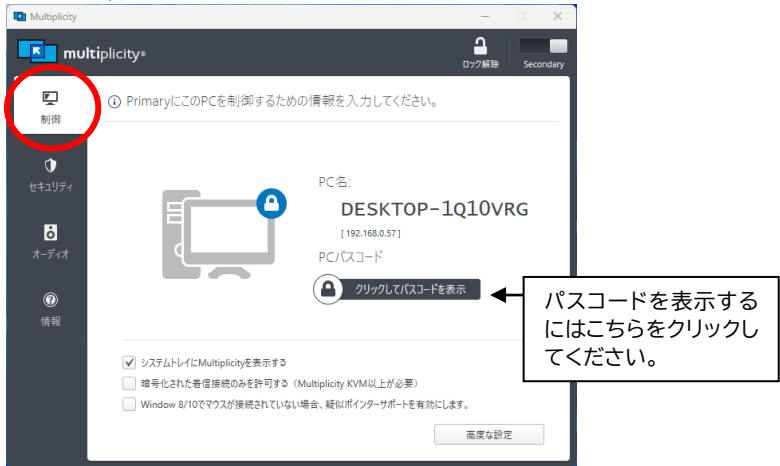 Multiplicity
multiplicity®
ロック解除
Secondary
制御
PrimaryにこのPCを制御するための情報を入力してください。
セキュリティ
オーディオ
情報
PC名:
DESKTOP-1Q10VRG
[192.168.0.57]
PCパスコード
クリックしてパスコードを表示
パスコードを表示する
にはこちらをクリックし
てください。
システムトレイにMultiplicityを表示する
暗号化された着信接続のみを許可する（Multiplicity KVM以上が必要）
Window 8/10でマウスが接続されていない場合、疑似ポインターサポートを有効にします。
高度な設定